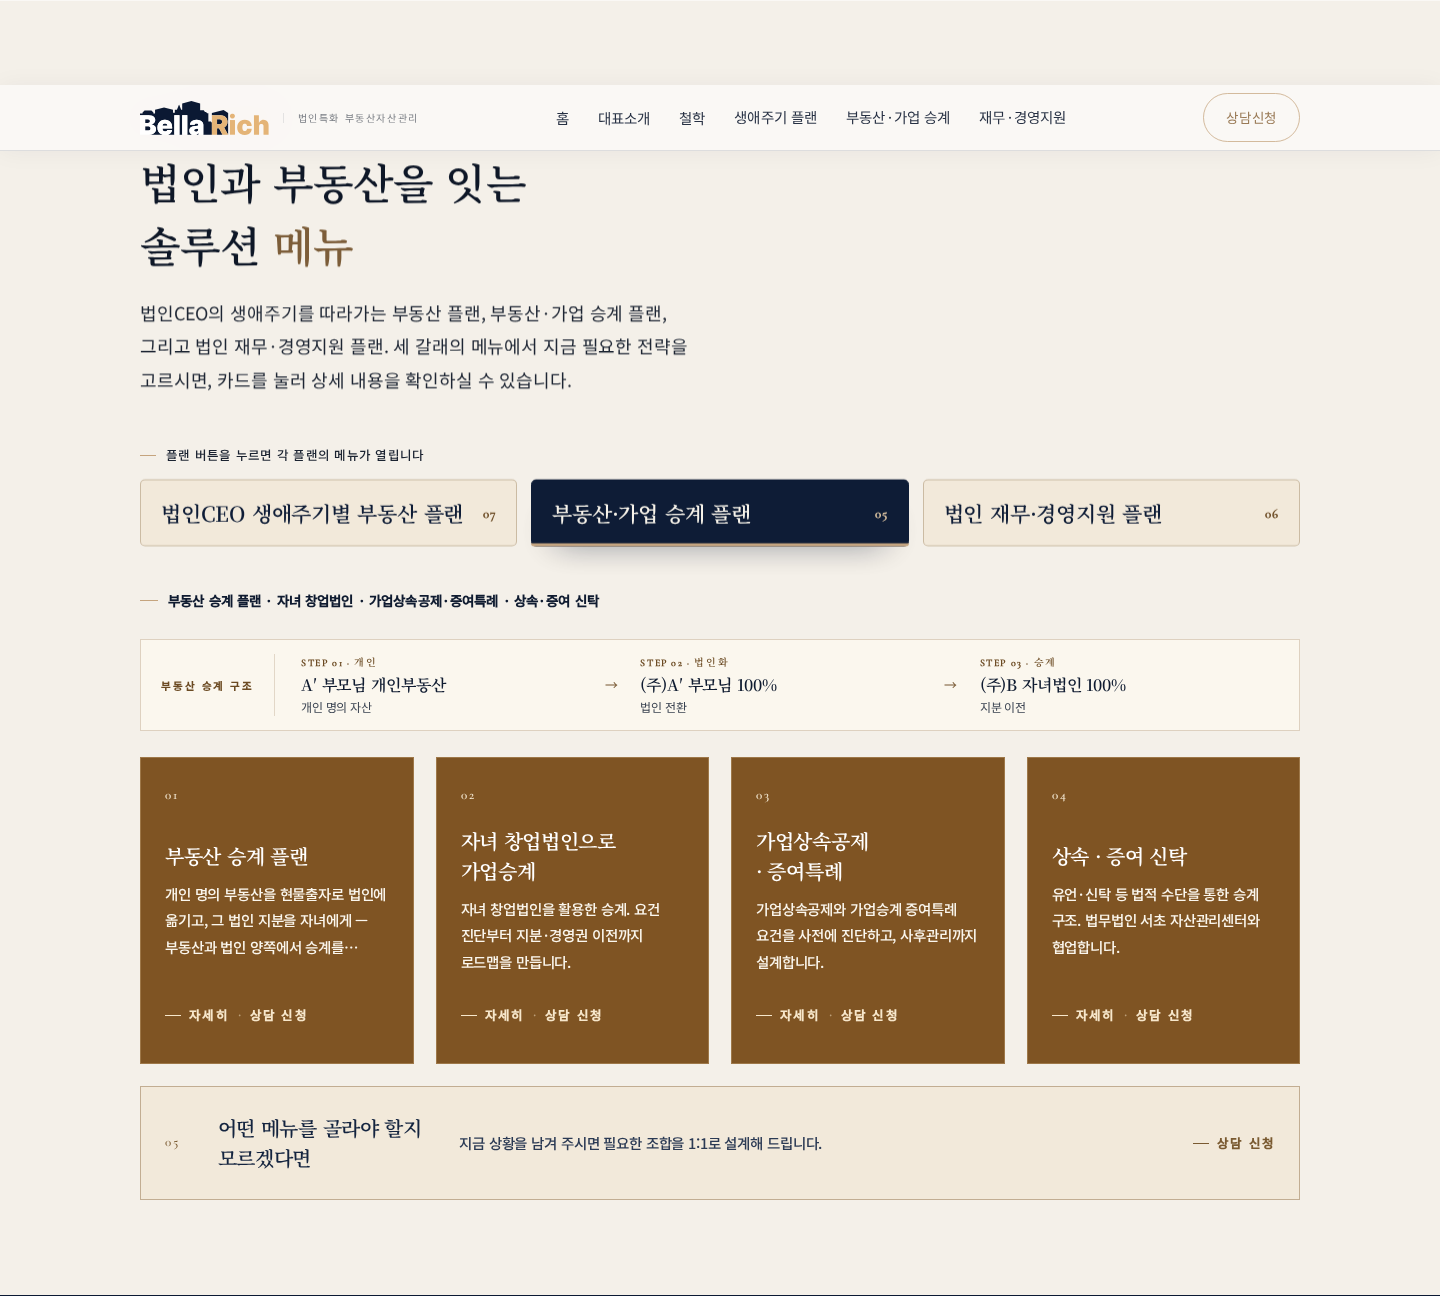 Bella Rich
법인특화 부동산자산관리
홈
대표소개
철학
생애주기 플랜
부동산·가업 승계
재무·경영지원
상담신청
법인과 부동산을 잇는
솔루션 메뉴
법인CEO의 생애주기를 따라가는 부동산 플랜, 부동산·가업 승계 플랜,
그리고 법인 재무·경영지원 플랜. 세 갈래의 메뉴에서 지금 필요한 전략을
고르시면, 카드를 눌러 상세 내용을 확인하실 수 있습니다.
플랜 버튼을 누르면 각 플랜의 메뉴가 열립니다
법인CEO 생애주기별 부동산 플랜 07
부동산·가업 승계 플랜 05
법인 재무·경영지원 플랜 06
부동산 승계 플랜 · 자녀 창업법인 · 가업상속공제·증여특례 · 상속·증여 신탁
부동산 승계 구조
STEP 01 · 개인
A′ 부모님 개인부동산
개인 명의 자산
→
STEP 02 · 법인화
(주)A′ 부모님 100%
법인 전환
→
STEP 03 · 승계
(주)B 자녀법인 100%
지분 이전
01
부동산 승계 플랜
개인 명의 부동산을 현물출자로 법인에
옮기고, 그 법인 지분을 자녀에게 —
부동산과 법인 양쪽에서 승계를…
— 자세히 · 상담 신청
02
자녀 창업법인으로
가업승계
자녀 창업법인을 활용한 승계. 요건
진단부터 지분·경영권 이전까지
로드맵을 만듭니다.
— 자세히 · 상담 신청
03
가업상속공제
· 증여특례
가업상속공제와 가업승계 증여특례
요건을 사전에 진단하고, 사후관리까지
설계합니다.
— 자세히 · 상담 신청
04
상속 · 증여 신탁
유언·신탁 등 법적 수단을 통한 승계
구조. 법무법인 서초 자산관리센터와
협업합니다.
— 자세히 · 상담 신청
05
어떤 메뉴를 골라야 할지
모르겠다면
지금 상황을 남겨 주시면 필요한 조합을 1:1로 설계해 드립니다.
— 상담 신청